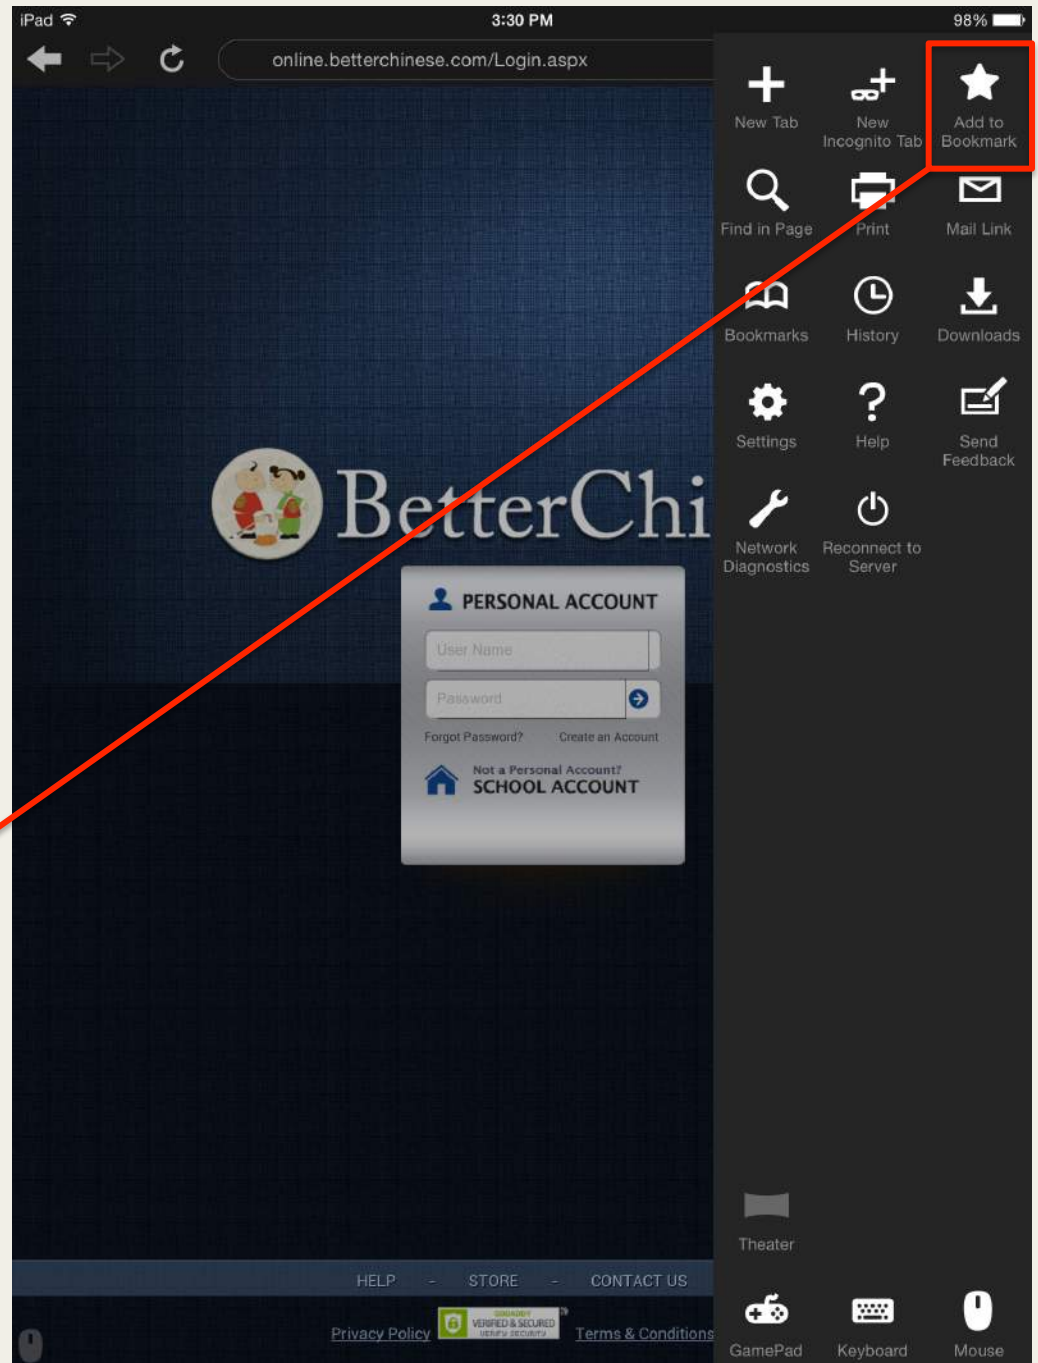 iPad 3:30 PM 98%
online.betterchinese.com/Login.aspx
New Tab
New
Incognito Tab
Add to
Bookmark
Find in Page
Print
Mail Link
Bookmarks
History
Downloads
Settings
Help
Send
Feedback
Network
Diagnostics
Reconnect to
Server
BetterChi
PERSONAL ACCOUNT
User Name
Password
Forgot Password? Create an Account
Not a Personal Account?
SCHOOL ACCOUNT
Theater
HELP - STORE - CONTACT US
Privacy Policy
GODADDY
VERIFIED & SECURED
VERIFY SECURITY
Terms & Conditions
GamePad
Keyboard
Mouse